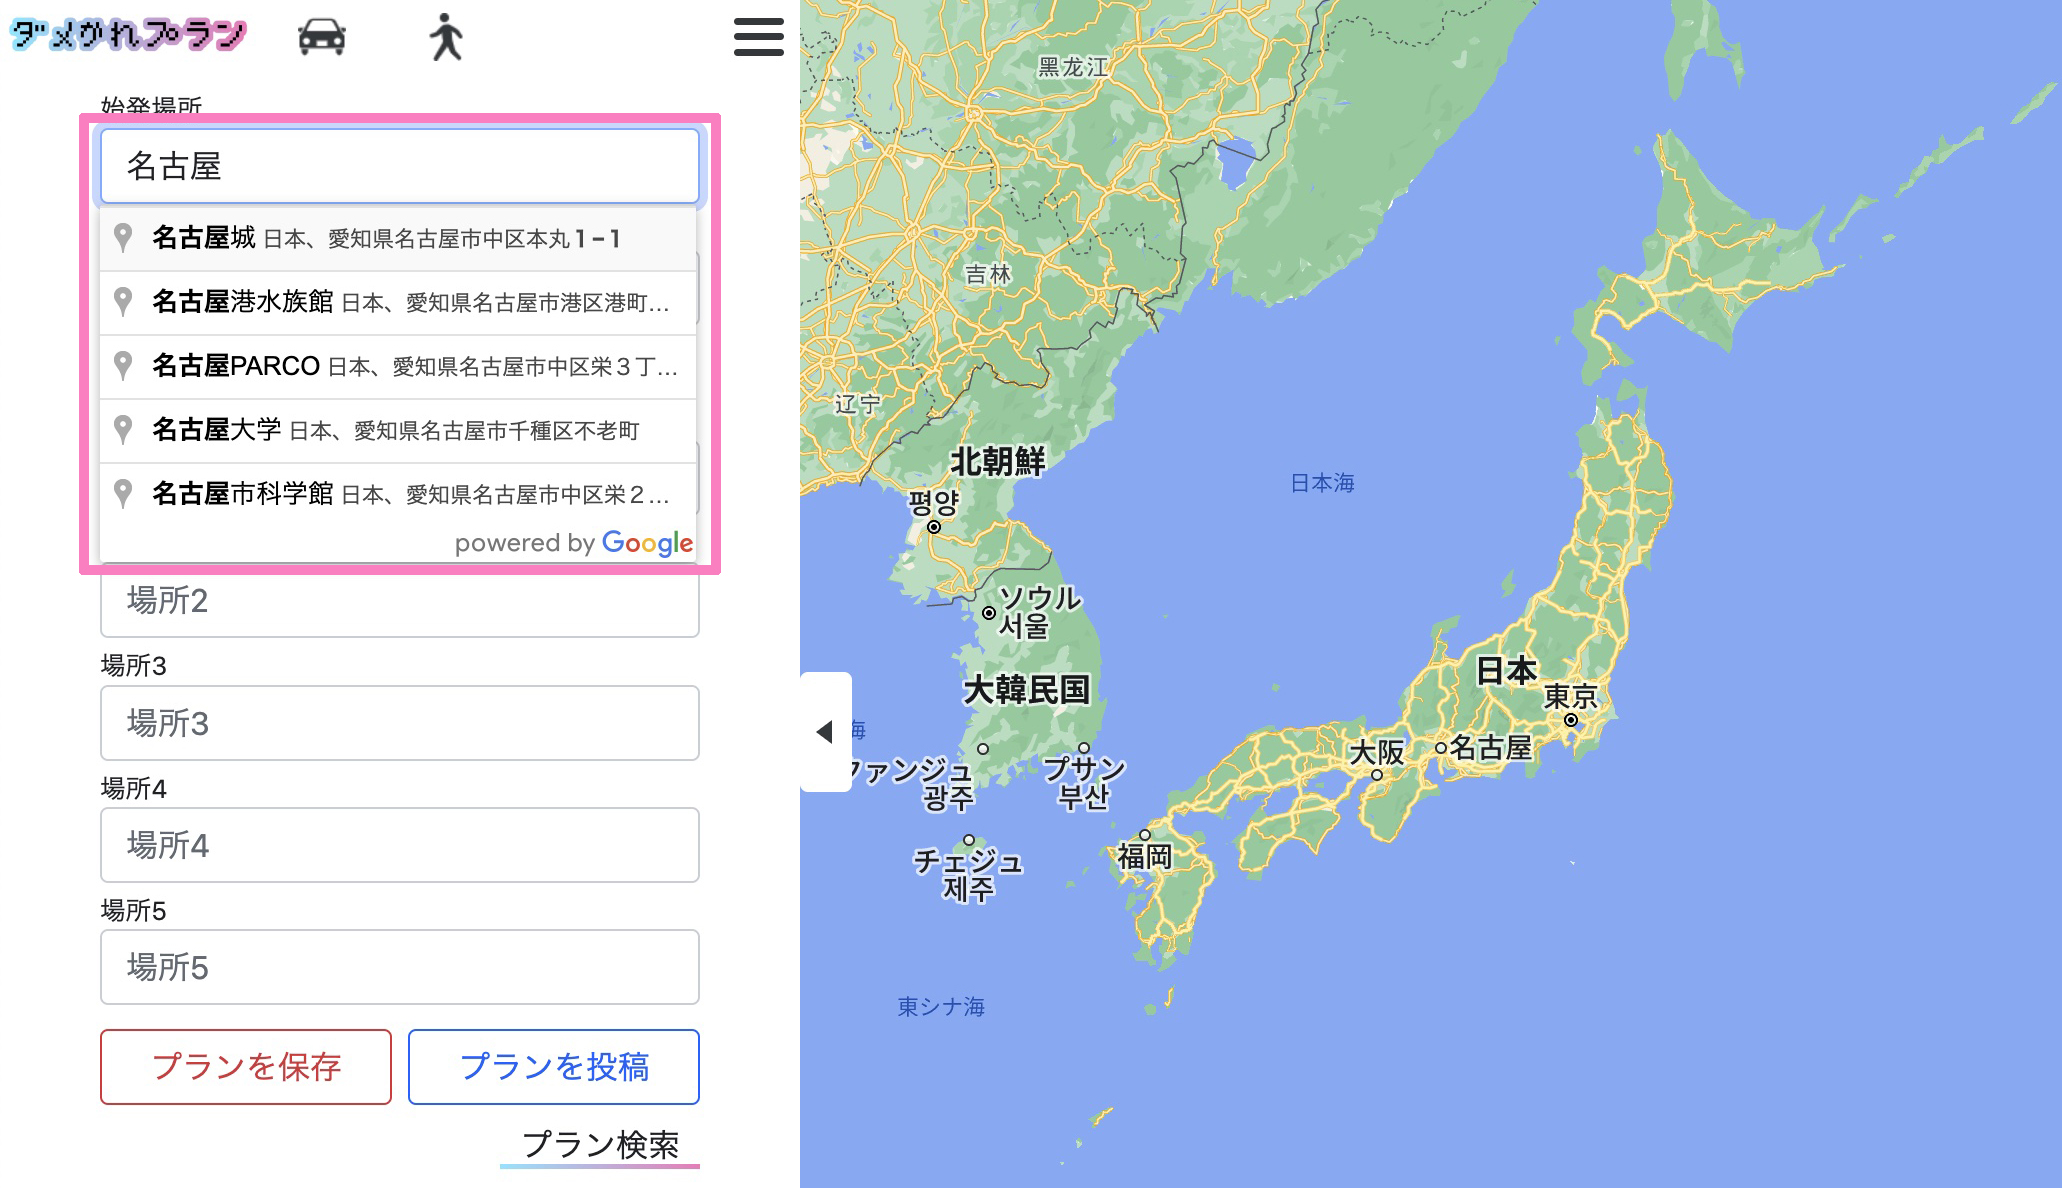 ダメかれプラン
始発場所
名古屋
名古屋城 日本、愛知県名古屋市中区本丸１−１
名古屋港水族館 日本、愛知県名古屋市港区港町...
名古屋PARCO 日本、愛知県名古屋市中区栄３丁...
名古屋大学 日本、愛知県名古屋市千種区不老町
名古屋市科学館 日本、愛知県名古屋市中区栄２...
powered by Google
場所2
場所3
場所3
場所4
場所4
場所5
場所5
プランを保存
プランを投稿
プラン検索
黑龙江
吉林
辽宁
北朝鮮
평양
日本海
ソウル
서울
大韓民国
日本
東京
海
大阪
名古屋
ファンジュ
광주
プサン
부산
福岡
チェジュ
제주
東シナ海